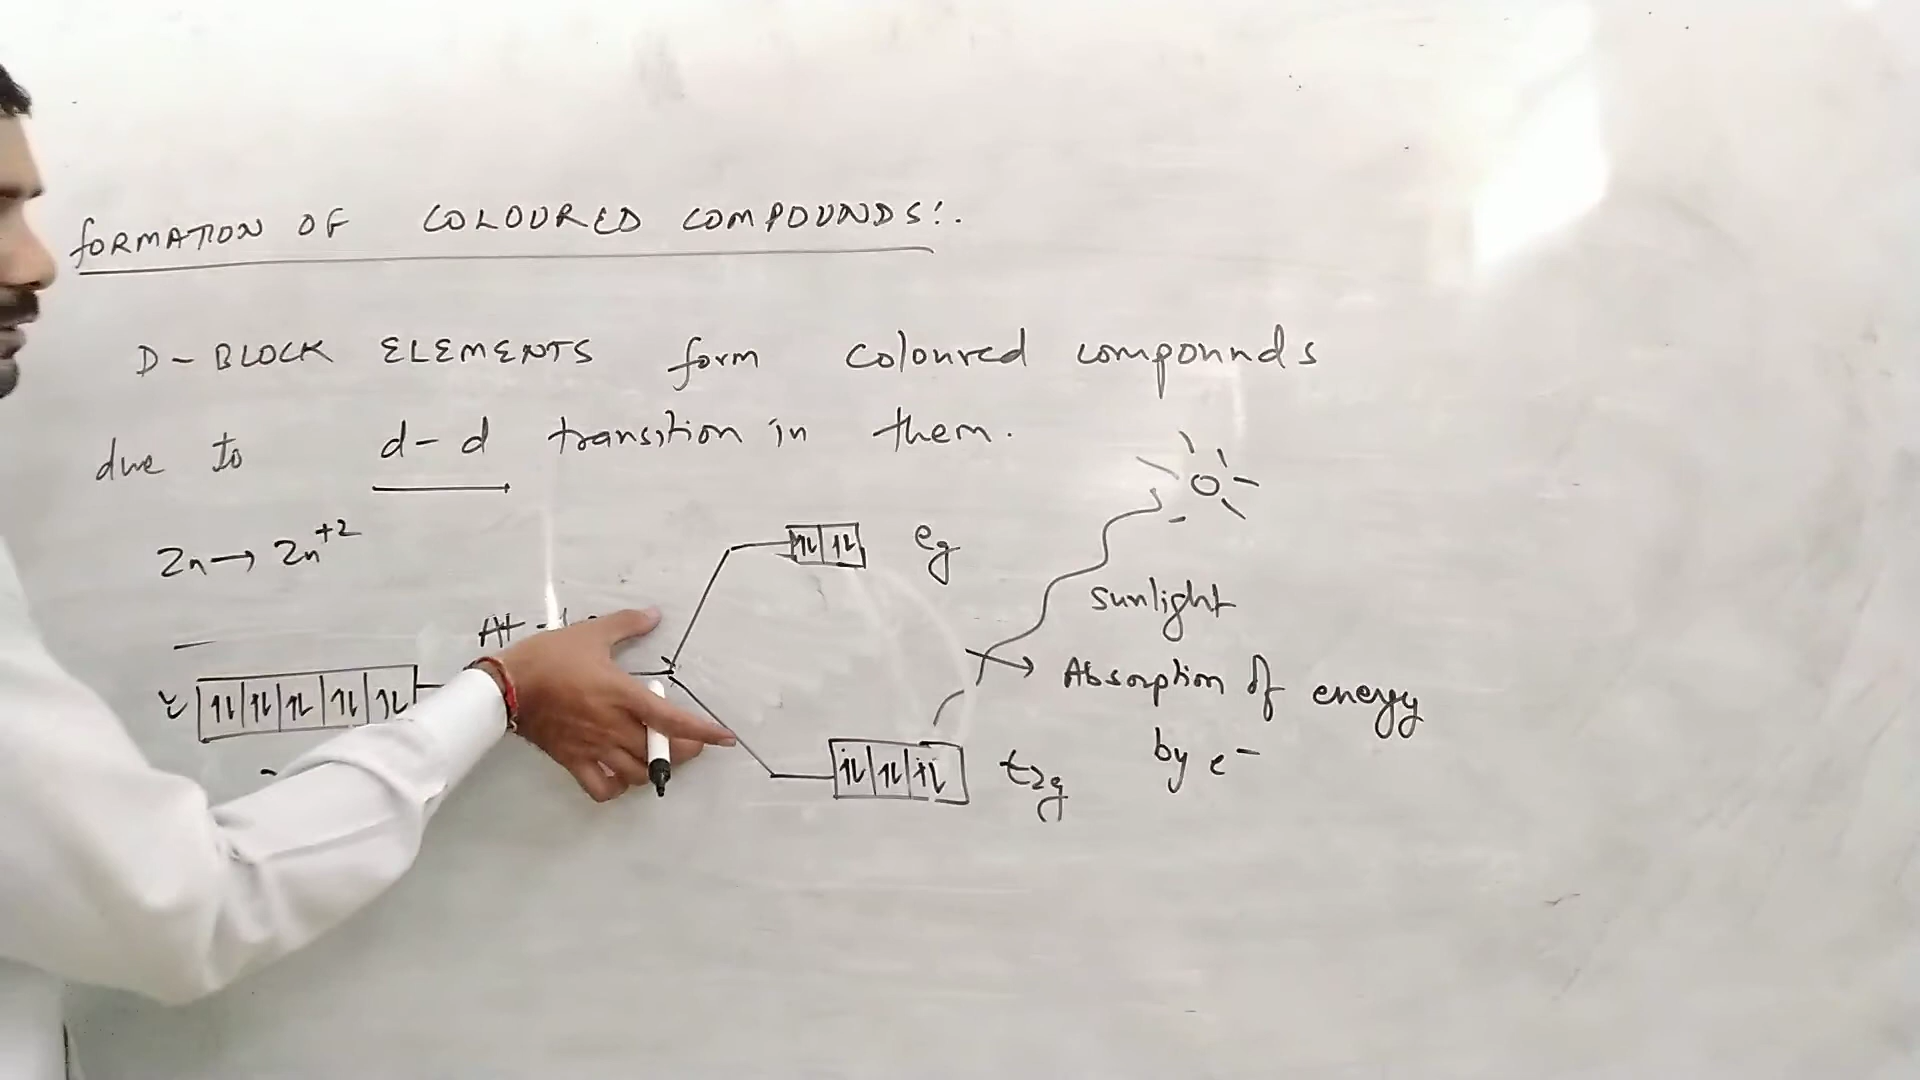 FORMATION OF COLOURED COMPOUNDS:.
D-BLOCK ELEMENTS form coloured compounds
due to d-d transition in them.
Zn → Zn+2
eg
sunlight
Absorption of energy
by e-
t2g